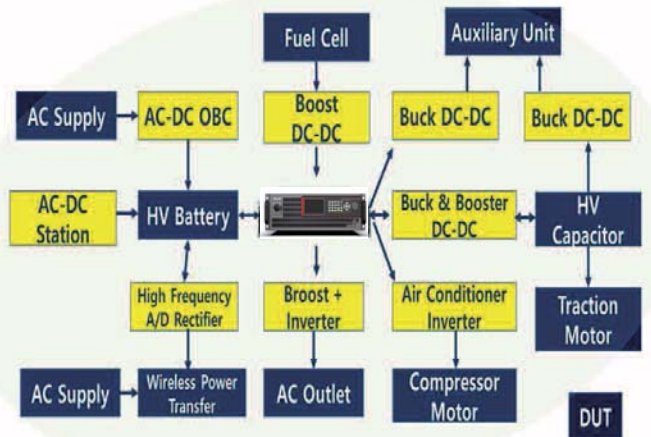 Fuel Cell
Auxiliary Unit
AC Supply
AC-DC OBC
Boost
DC-DC
Buck DC-DC
Buck DC-DC
AC-DC
Station
HV Battery
Buck & Booster
DC-DC
HV
Capacitor
High Frequency
A/D Rectifier
Broost +
Inverter
Air Conditioner
Inverter
Traction
Motor
AC Supply
Wireless Power
Transfer
AC Outlet
Compressor
Motor
DUT